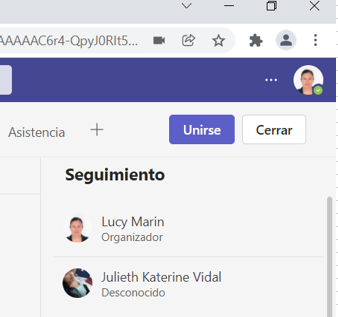 AAAAAC6r4-QpyJ0RIt5...
Asistencia
Unirse
Cerrar
Seguimiento
Lucy Marin
Organizador
Julieth Katerine Vidal
Desconocido